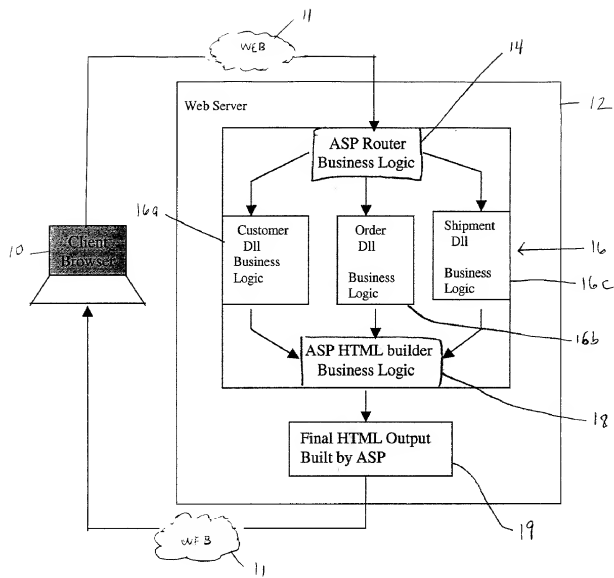 11
WEB
14
12
Web Server
ASP Router
Business Logic
16a
Customer
Dll
Business
Logic
Order
Dll
Business
Logic
Shipment
Dll
Business
Logic
16
16c
10
Client
Browser
16b
ASP HTML builder
Business Logic
18
Final HTML Output
Built by ASP
19
WEB
11